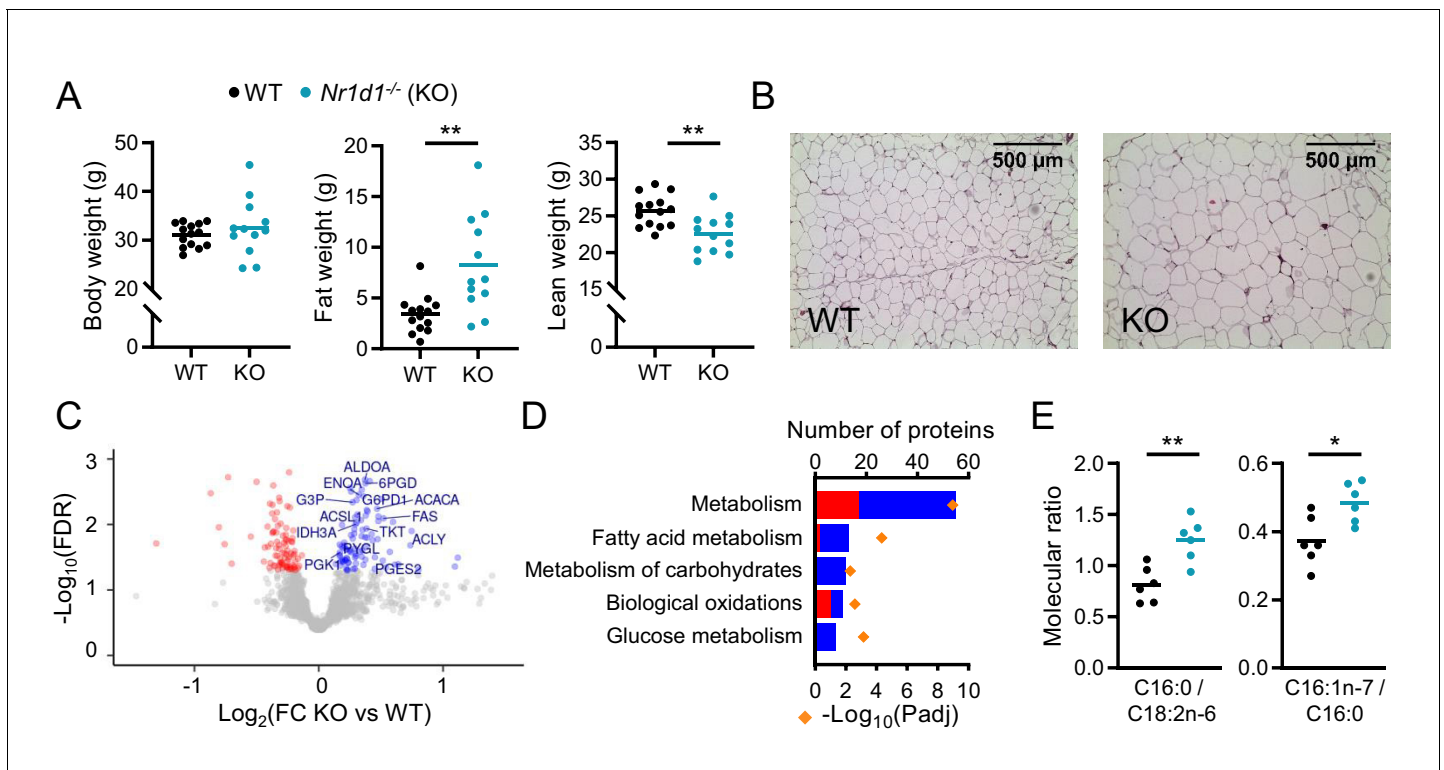 A
WT Nr1d1-/- (KO)
Body weight (g)
50
40
30
20
0
WT KO
Fat weight (g)
**
20
15
10
5
0
WT KO
Lean weight (g)
**
35
30
25
20
15
0
WT KO
B
500 µm
WT
500 µm
KO
C
-Log10(FDR)
3
2
1
0
ALDOA
ENOA 6PGD
G3P G6PD1 ACACA
ACSL1 FAS
IDH3A TKT ACLY
PYGL
PGK1 PGES2
-1 0 1
Log2(FC KO vs WT)
D
Number of proteins
0 20 40 60
Metabolism
Fatty acid metabolism
Metabolism of carbohydrates
Biological oxidations
Glucose metabolism
0 2 4 6 8 10
-Log10(Padj)
E
Molecular ratio
**
2.0
1.5
1.0
0.5
0.0
C16:0 /
C18:2n-6
*
0.6
0.4
0.2
0.0
C16:1n-7 /
C16:0